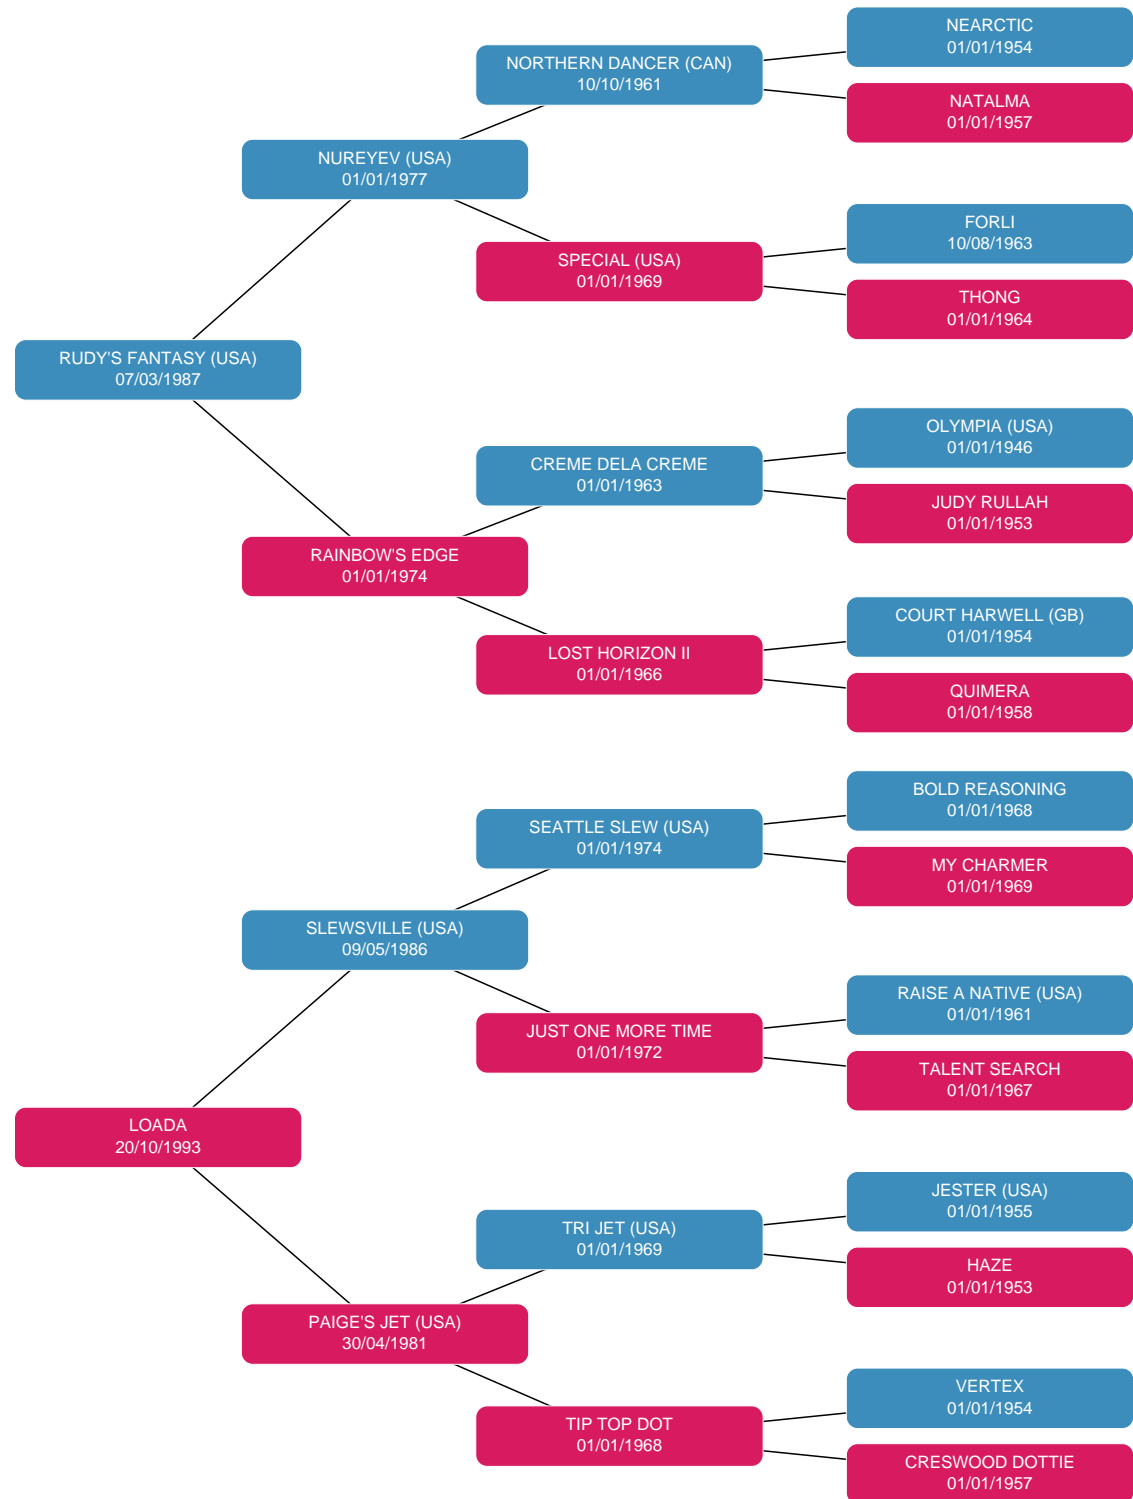 NEARCTIC
01/01/1954
NORTHERN DANCER (CAN)
10/10/1961
NATALMA
01/01/1957
NUREYEV (USA)
01/01/1977
FORLI
10/08/1963
SPECIAL (USA)
01/01/1969
THONG
01/01/1964
RUDY'S FANTASY (USA)
07/03/1987
OLYMPIA (USA)
01/01/1946
CREME DELA CREME
01/01/1963
JUDY RULLAH
01/01/1953
RAINBOW'S EDGE
01/01/1974
COURT HARWELL (GB)
01/01/1954
LOST HORIZON II
01/01/1966
QUIMERA
01/01/1958
BOLD REASONING
01/01/1968
SEATTLE SLEW (USA)
01/01/1974
MY CHARMER
01/01/1969
SLEWSVILLE (USA)
09/05/1986
RAISE A NATIVE (USA)
01/01/1961
JUST ONE MORE TIME
01/01/1972
TALENT SEARCH
01/01/1967
LOADA
20/10/1993
JESTER (USA)
01/01/1955
TRI JET (USA)
01/01/1969
HAZE
01/01/1953
PAIGE'S JET (USA)
30/04/1981
VERTEX
01/01/1954
TIP TOP DOT
01/01/1968
CRESWOOD DOTTIE
01/01/1957